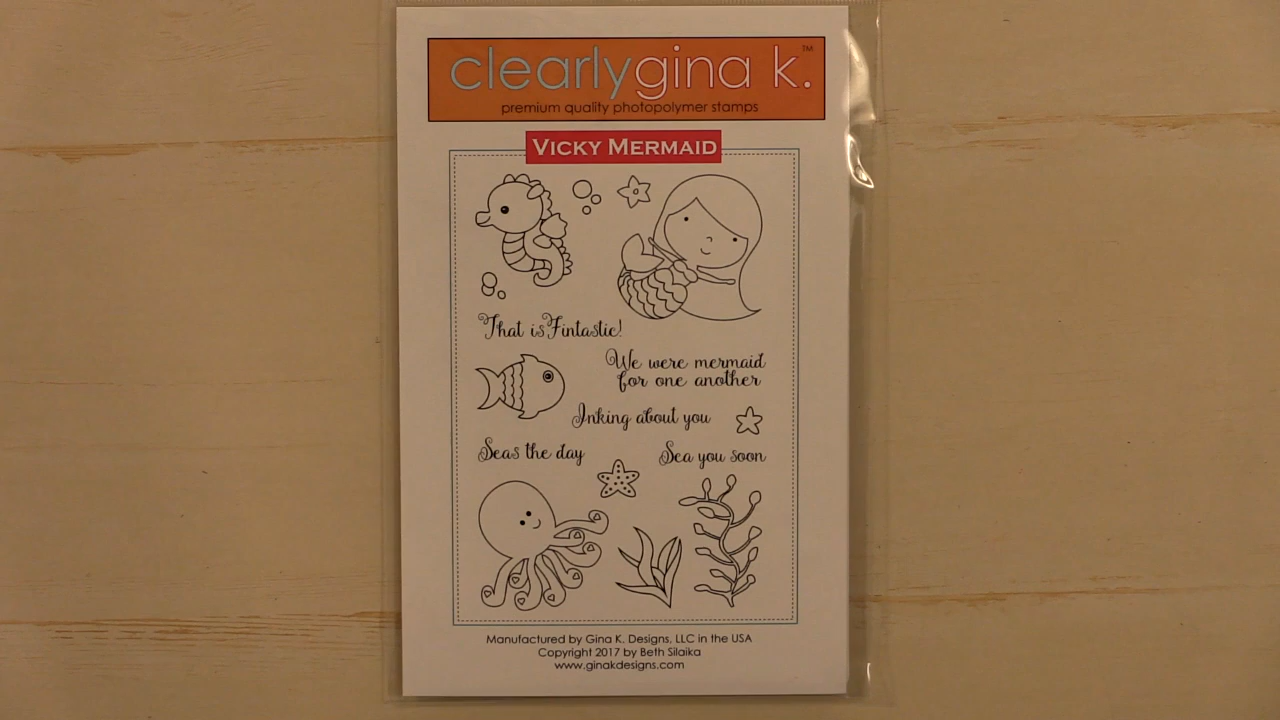 clearlygina k.™
premium quality photopolymer stamps
VICKY MERMAID
That is Fintastic!
We were mermaid
for one another
Inking about you
Seas the day
Sea you soon
Manufactured by Gina K. Designs, LLC in the USA
Copyright 2017 by Beth Silaika
www.ginakdesigns.com